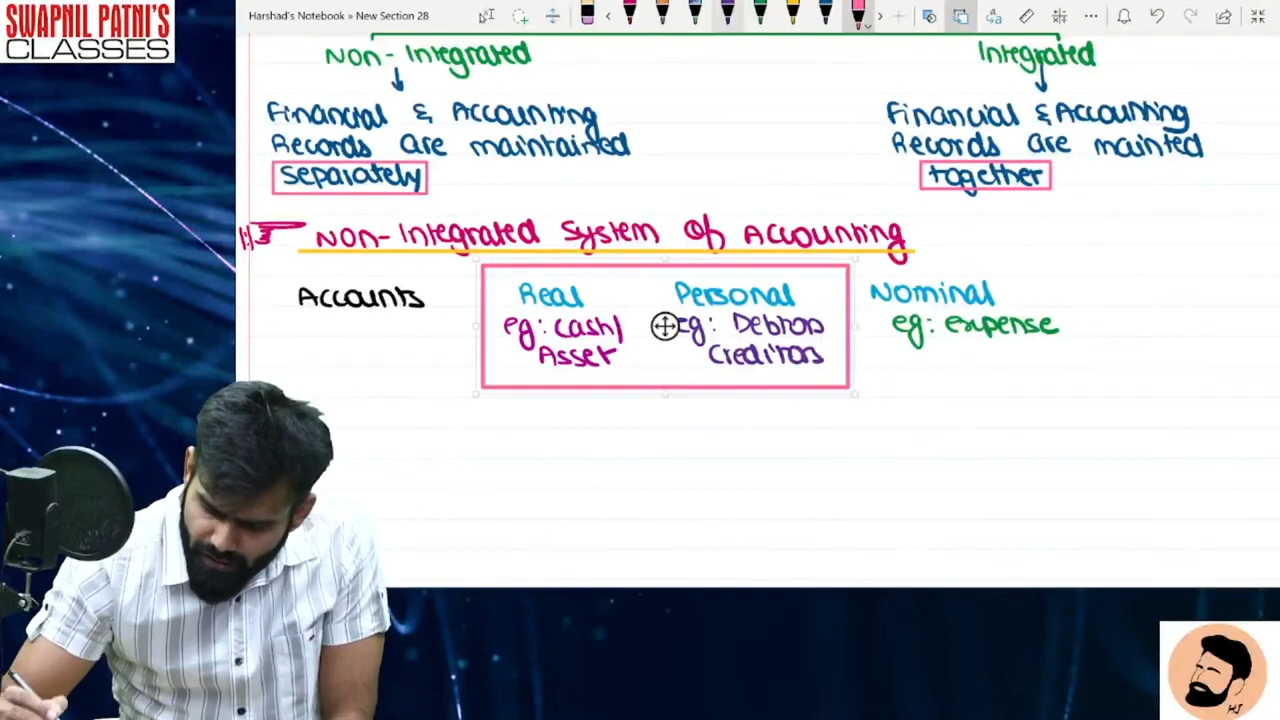 SWAPNIL PATNI'S
CLASSES
Harshad's Notebook » New Section 28
Non-Integrated
Integrated
Financial & Accounting
Records are maintained
separately
Financial & Accounting
Records are mainted
together
Non-Integrated System of Accounting
Accounts
Real
Personal
Nominal
eg: Cash/
Asset
eg: Debtors
Creditors
eg: expense
HJ